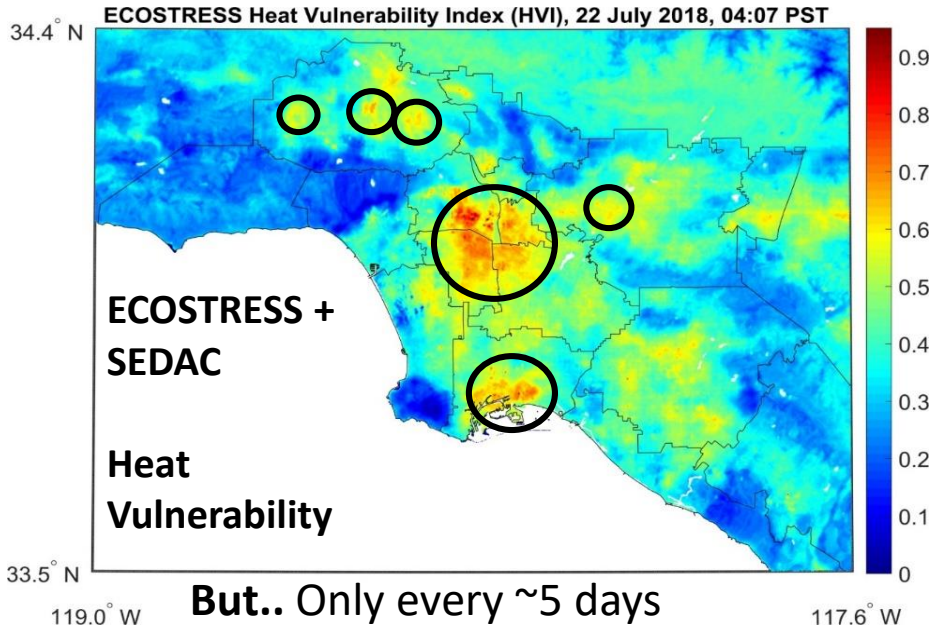 ECOSTRESS Heat Vulnerability Index (HVI), 22 July 2018, 04:07 PST
34.4° N
0.9
0.8
0.7
0.6
0.5
0.4
0.3
0.2
0.1
0
ECOSTRESS +
SEDAC
Heat
Vulnerability
33.5° N
But.. Only every ~5 days
119.0° W
117.6° W